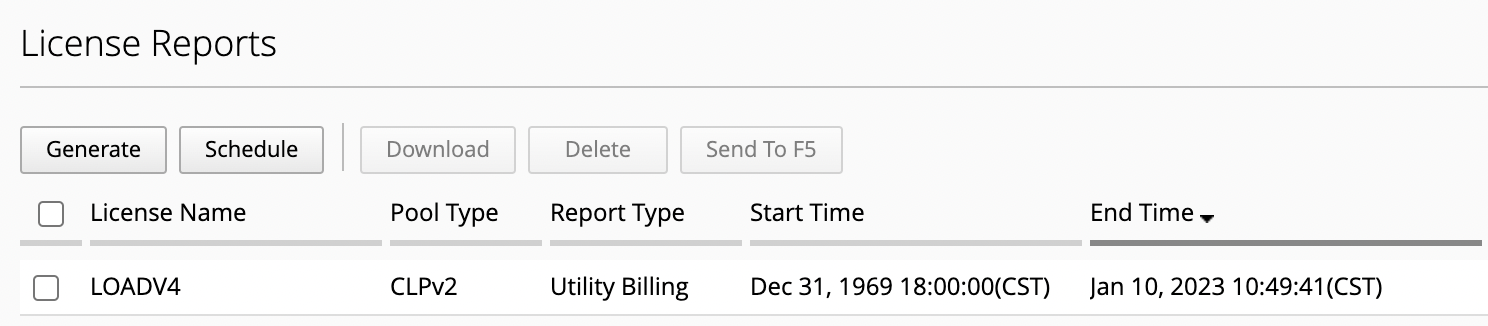 License Reports
Generate Schedule Download Delete Send To F5
License Name Pool Type Report Type Start Time End Time
LOADV4 CLPv2 Utility Billing Dec 31, 1969 18:00:00(CST) Jan 10, 2023 10:49:41(CST)